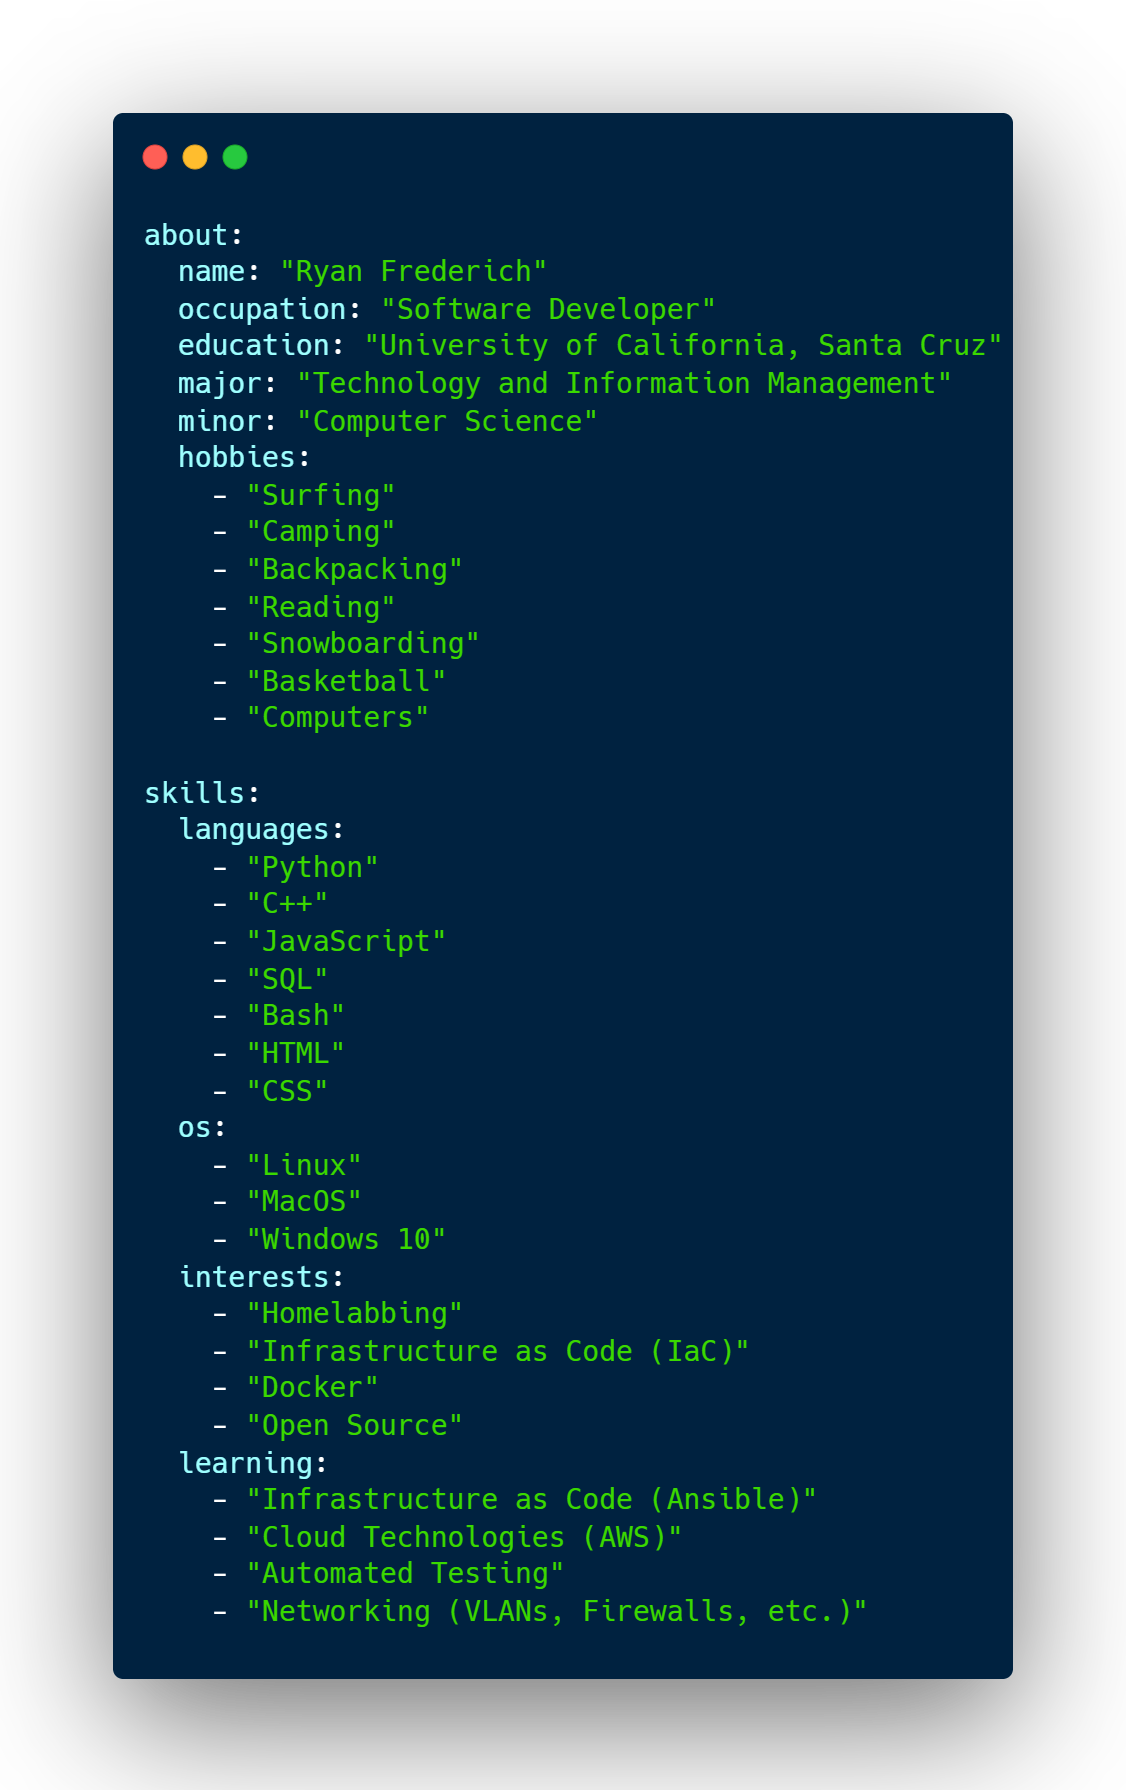 about:
  name: "Ryan Frederich"
  occupation: "Software Developer"
  education: "University of California, Santa Cruz"
  major: "Technology and Information Management"
  minor: "Computer Science"
  hobbies:
    - "Surfing"
    - "Camping"
    - "Backpacking"
    - "Reading"
    - "Snowboarding"
    - "Basketball"
    - "Computers"

skills:
  languages:
    - "Python"
    - "C++"
    - "JavaScript"
    - "SQL"
    - "Bash"
    - "HTML"
    - "CSS"
  os:
    - "Linux"
    - "MacOS"
    - "Windows 10"
  interests:
    - "Homelabbing"
    - "Infrastructure as Code (IaC)"
    - "Docker"
    - "Open Source"
  learning:
    - "Infrastructure as Code (Ansible)"
    - "Cloud Technologies (AWS)"
    - "Automated Testing"
    - "Networking (VLANs, Firewalls, etc.)"